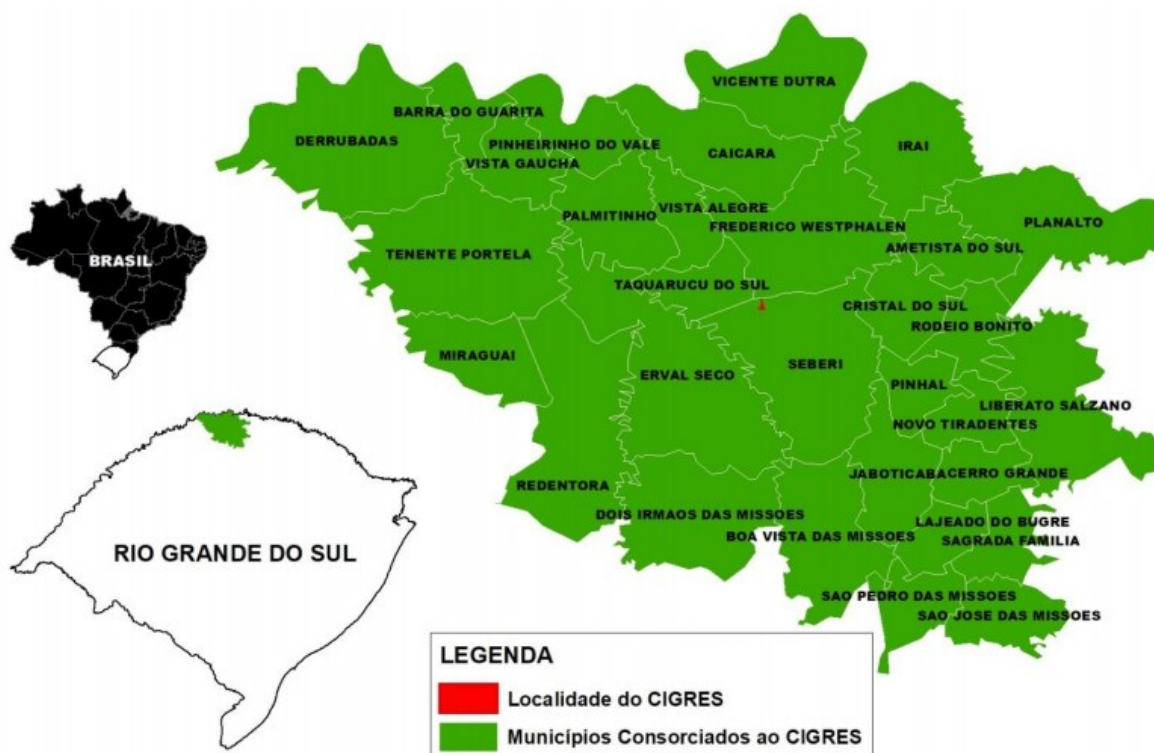 VICENTE DUTRA
BARRA DO GUARITA
DERRUBADAS
PINHEIRINHO DO VALE
VISTA GAUCHA
CAICARA
IRAI
PALMITINHO
VISTA ALEGRE
FREDERICO WESTPHALEN
PLANALTO
AMETISTA DO SUL
TENENTE PORTELA
BRASIL
TAQUARUCU DO SUL
CRISTAL DO SUL
RODEIO BONITO
MIRAGUAI
ERVAL SECO
SEBERI
PINHAL
LIBERATO SALZANO
NOVO TIRADENTES
JABOTICABA
CERRO GRANDE
REDENTORA
DOIS IRMAOS DAS MISSOES
LAJEADO DO BUGRE
BOA VISTA DAS MISSOES
SAGRADA FAMILIA
RIO GRANDE DO SUL
SAO PEDRO DAS MISSOES
SAO JOSE DAS MISSOES
LEGENDA
Localidade do CIGRES
Municípios Consorciados ao CIGRES